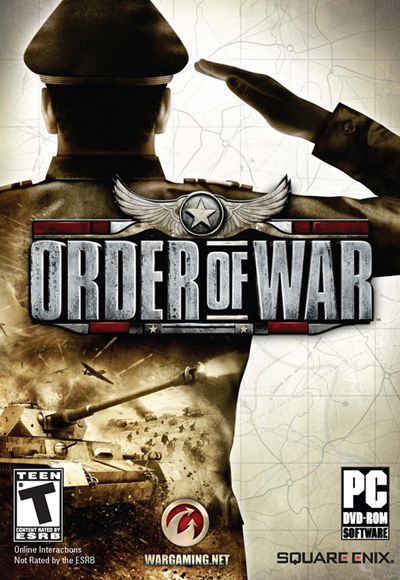 ORDER OF WAR
™
TEEN
T
CONTENT RATED BY
ESRB
Online Interactions
Not Rated by the ESRB
WARGAMING.NET
PC
DVD-ROM
SOFTWARE
SQUARE ENIX.